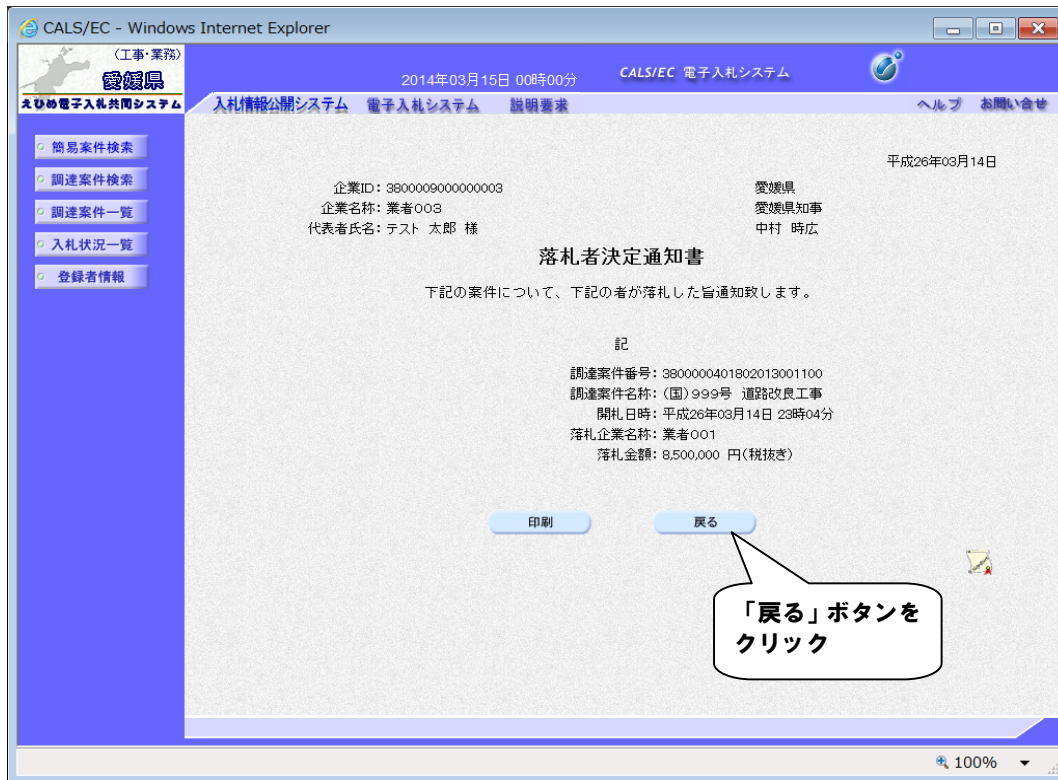 CALS/EC - Windows Internet Explorer
(工事・業務)
愛媛県
えひめ電子入札共同システム
2014年03月15日 00時00分
CALS/EC 電子入札システム
入札情報公開システム 電子入札システム 説明要求
ヘルプ お問い合せ
簡易案件検索
調達案件検索
調達案件一覧
入札状況一覧
登録者情報
平成26年03月14日
企業ID:3800009000000003
企業名称:業者003
代表者氏名:テスト 太郎 様
愛媛県
愛媛県知事
中村 時広
落札者決定通知書
下記の案件について、下記の者が落札した旨通知致します。
記
調達案件番号:3800000401802013001100
調達案件名称:(国)999号 道路改良工事
開札日時:平成26年03月14日 23時04分
落札企業名称:業者001
落札金額:8,500,000 円(税抜き)
印刷
戻る
「戻る」ボタンを
クリック
100%